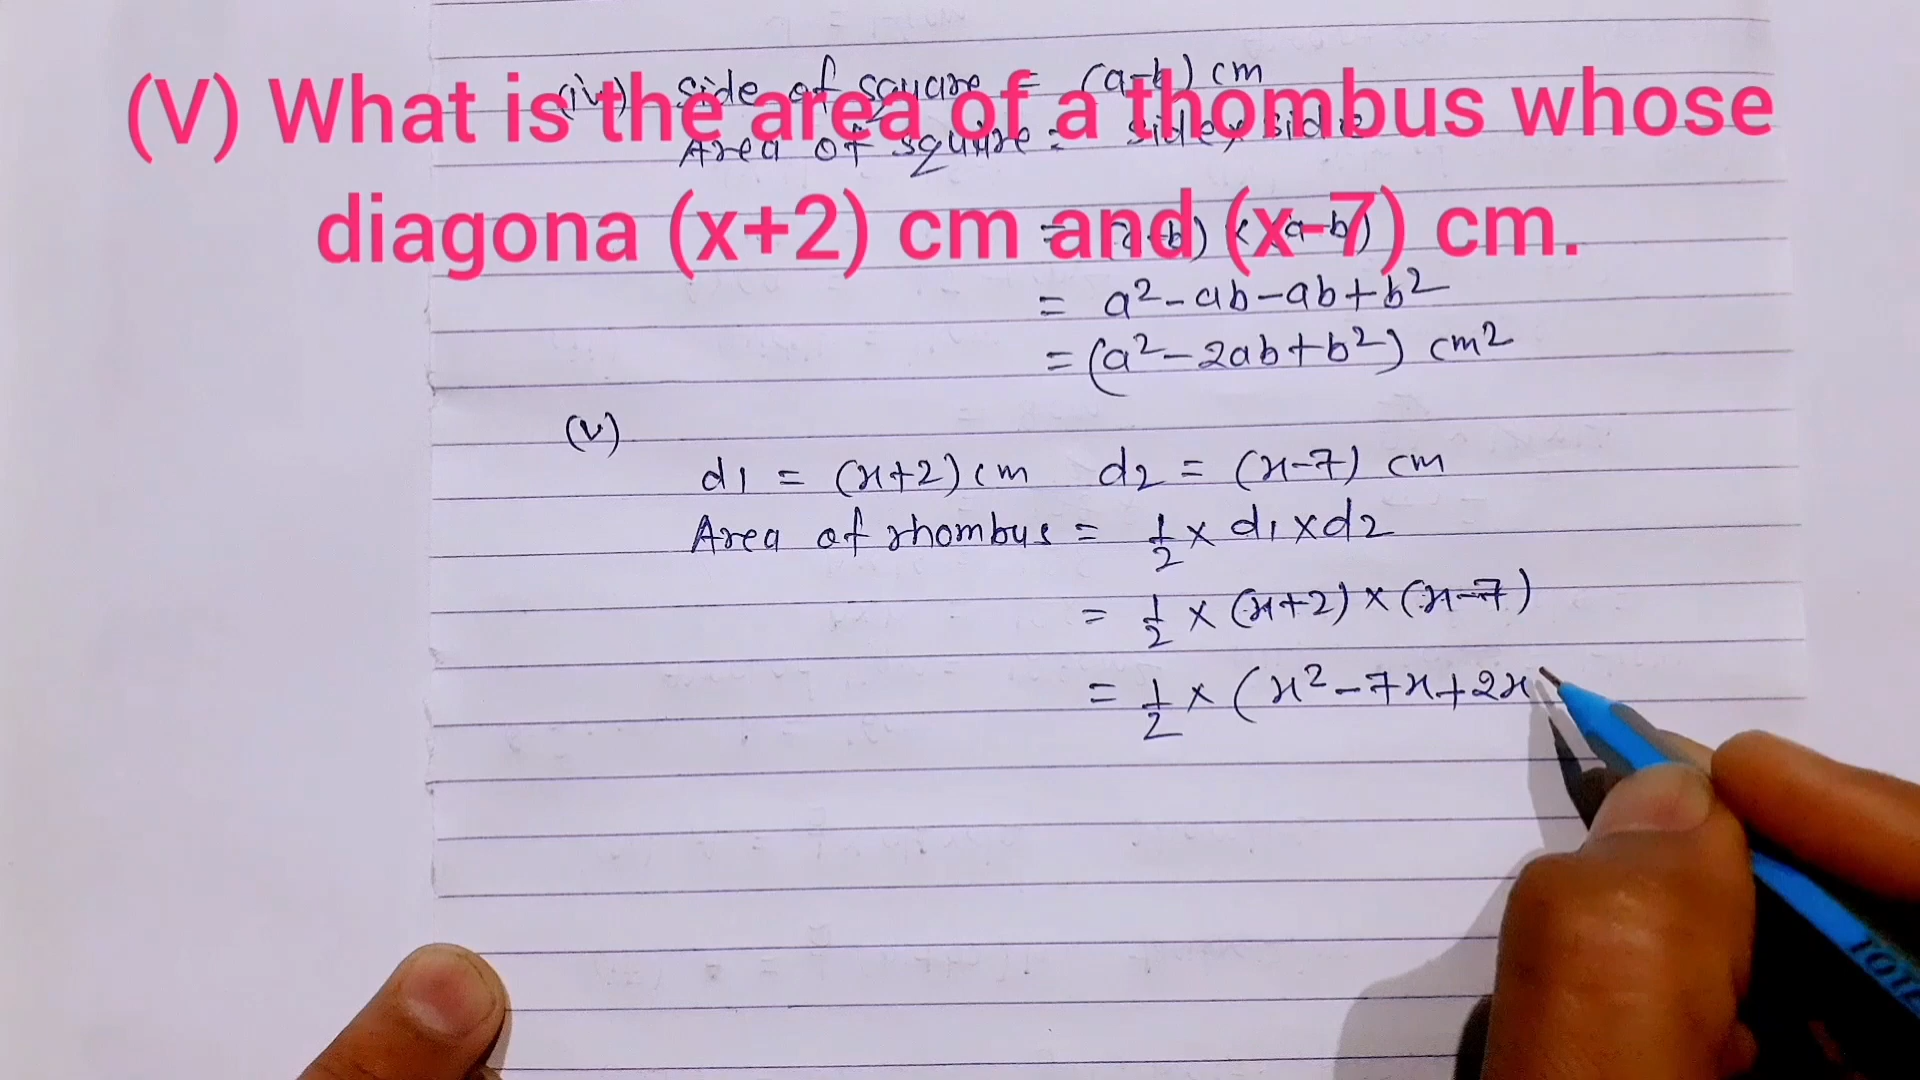 (V) What is the area of a thombus whose
diagona (x+2) cm and (x-7) cm.
(iv) side of square = (a-b) cm
Area of square = side x side
= (a-b) x (a-b)
= a²-ab-ab+b²
= (a²-2ab+b²) cm²
(v)
d1 = (x+2) cm d2 = (x-7) cm
Area of rhombus = 1/2 x d1 x d2
= 1/2 x (x+2) x (x-7)
= 1/2 x (x²-7x+2x